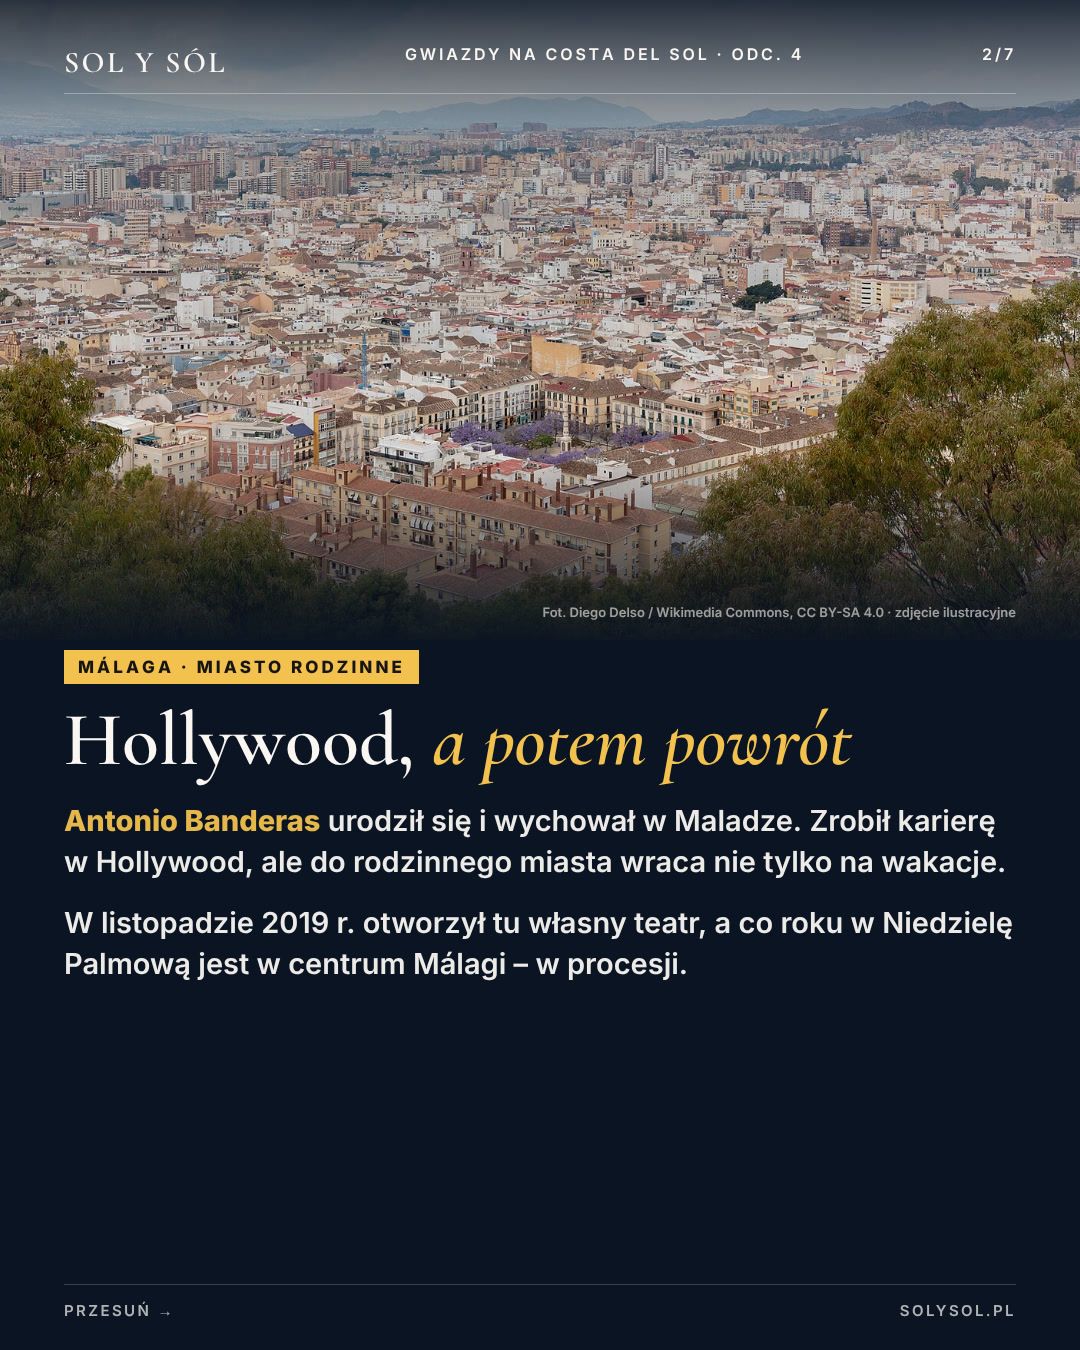 SOL Y SÓL
GWIAZDY NA COSTA DEL SOL · ODC. 4
2/7
Fot. Diego Delso / Wikimedia Commons, CC BY-SA 4.0 · zdjęcie ilustracyjne
MÁLAGA · MIASTO RODZINNE
Hollywood, a potem powrót
Antonio Banderas urodził się i wychował w Maladze. Zrobił karierę
w Hollywood, ale do rodzinnego miasta wraca nie tylko na wakacje.
W listopadzie 2019 r. otworzył tu własny teatr, a co roku w Niedzielę
Palmową jest w centrum Málagi – w procesji.
PRZESUŃ →
SOLYSOL.PL